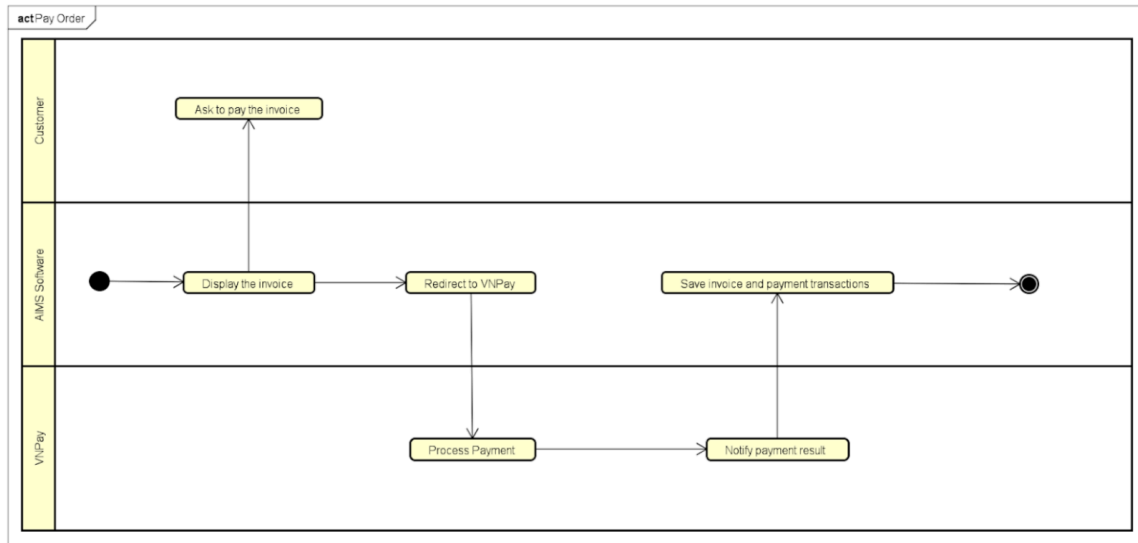 act Pay Order
Customer
Ask to pay the invoice
AIMS Software
Display the invoice
Redirect to VNPay
Save invoice and payment transactions
VNPay
Process Payment
Notify payment result